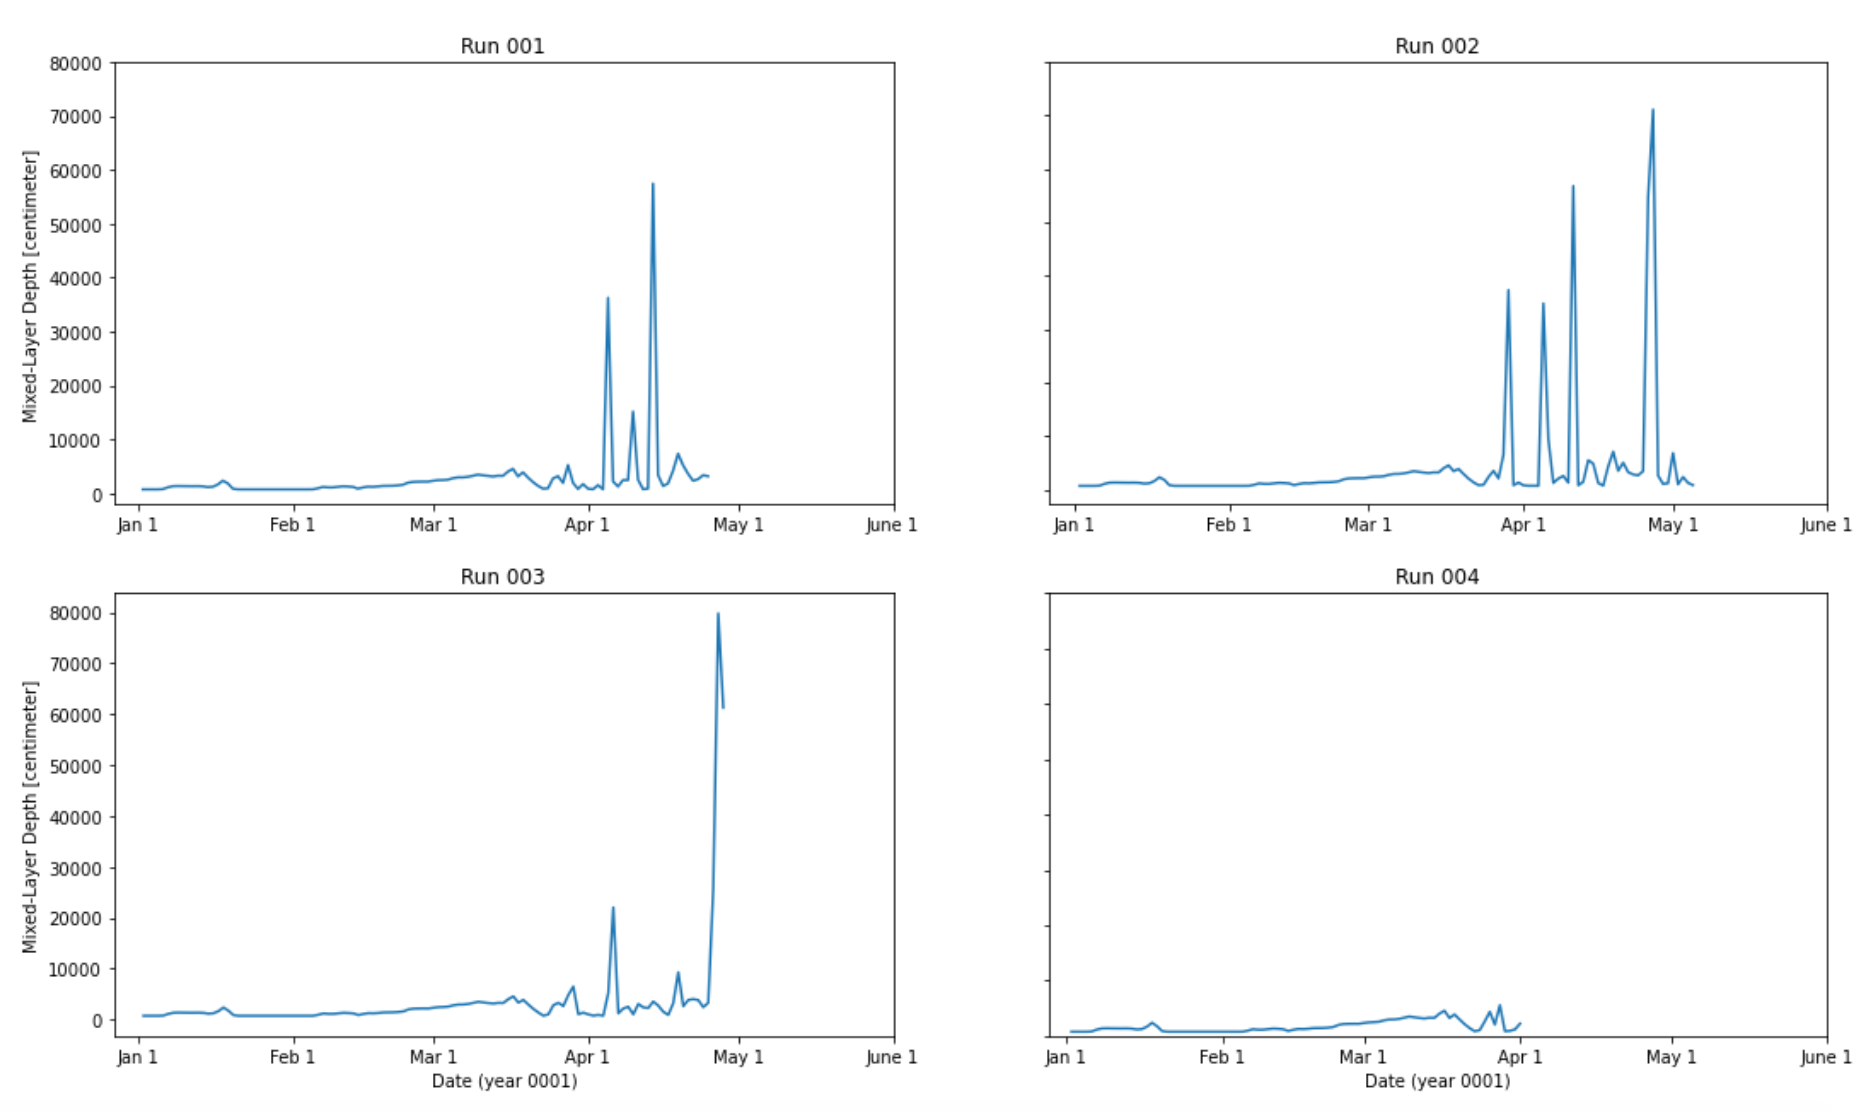 Run 001
Run 002
80000
70000
60000
50000
40000
30000
20000
10000
0
Mixed-Layer Depth [centimeter]
Jan 1 Feb 1 Mar 1 Apr 1 May 1 June 1
Jan 1 Feb 1 Mar 1 Apr 1 May 1 June 1
Run 003
Run 004
80000
70000
60000
50000
40000
30000
20000
10000
0
Mixed-Layer Depth [centimeter]
Jan 1 Feb 1 Mar 1 Apr 1 May 1 June 1
Date (year 0001)
Jan 1 Feb 1 Mar 1 Apr 1 May 1 June 1
Date (year 0001)